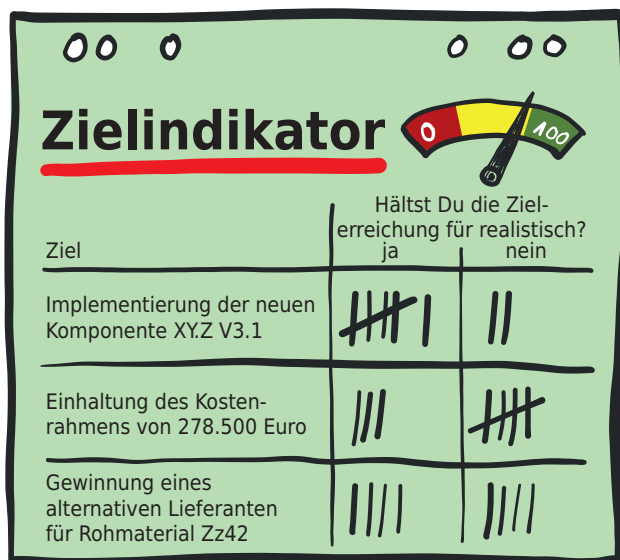 Zielindikator
0
100
Hältst Du die Ziel-
erreichung für realistisch?
Ziel
ja
nein
Implementierung der neuen
Komponente XY.Z V3.1
Einhaltung des Kosten-
rahmens von 278.500 Euro
Gewinnung eines
alternativen Lieferanten
für Rohmaterial Zz42